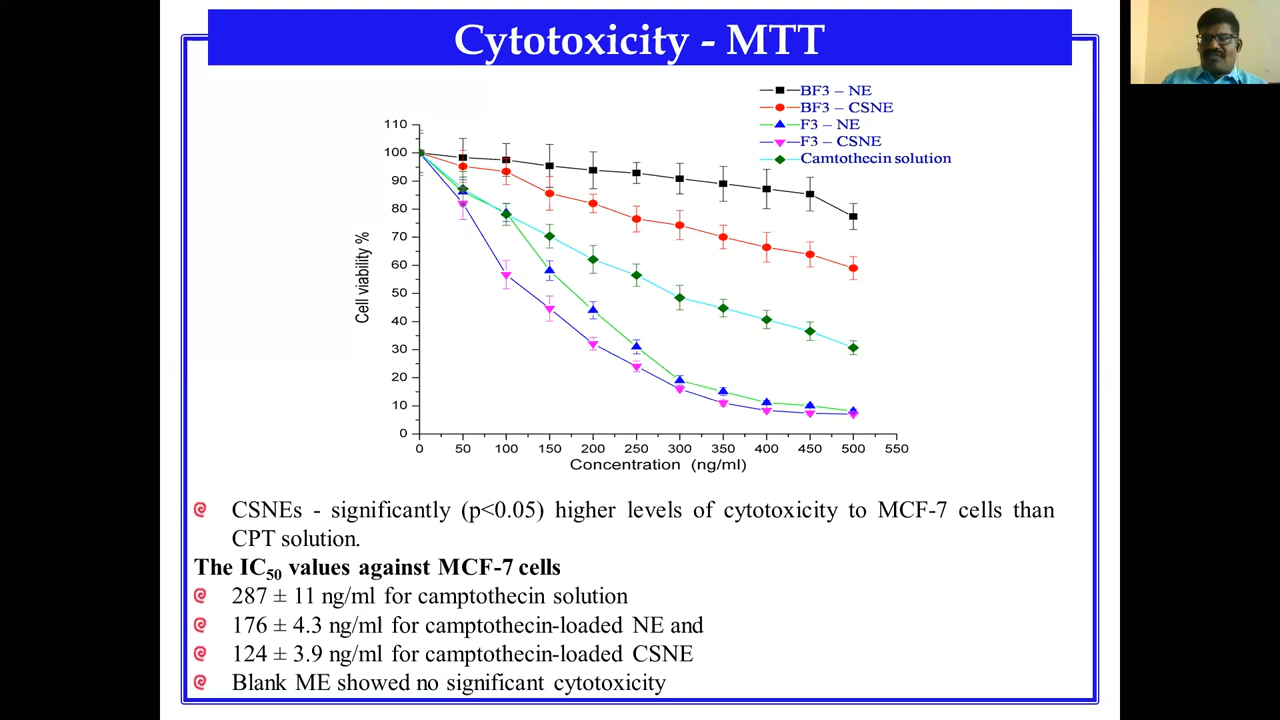 Cytotoxicity - MTT
BF3 – NE
BF3 – CSNE
F3 – NE
F3 – CSNE
Camtothecin solution
110
100
90
80
70
60
50
40
30
20
10
0
Cell viability %
0 50 100 150 200 250 300 350 400 450 500 550
Concentration (ng/ml)
CSNEs - significantly (p<0.05) higher levels of cytotoxicity to MCF-7 cells than
CPT solution.
The IC50 values against MCF-7 cells
287 ± 11 ng/ml for camptothecin solution
176 ± 4.3 ng/ml for camptothecin-loaded NE and
124 ± 3.9 ng/ml for camptothecin-loaded CSNE
Blank ME showed no significant cytotoxicity